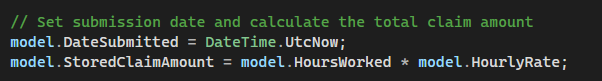 // Set submission date and calculate the total claim amount
model.DateSubmitted = DateTime.UtcNow;
model.StoredClaimAmount = model.HoursWorked * model.HourlyRate;